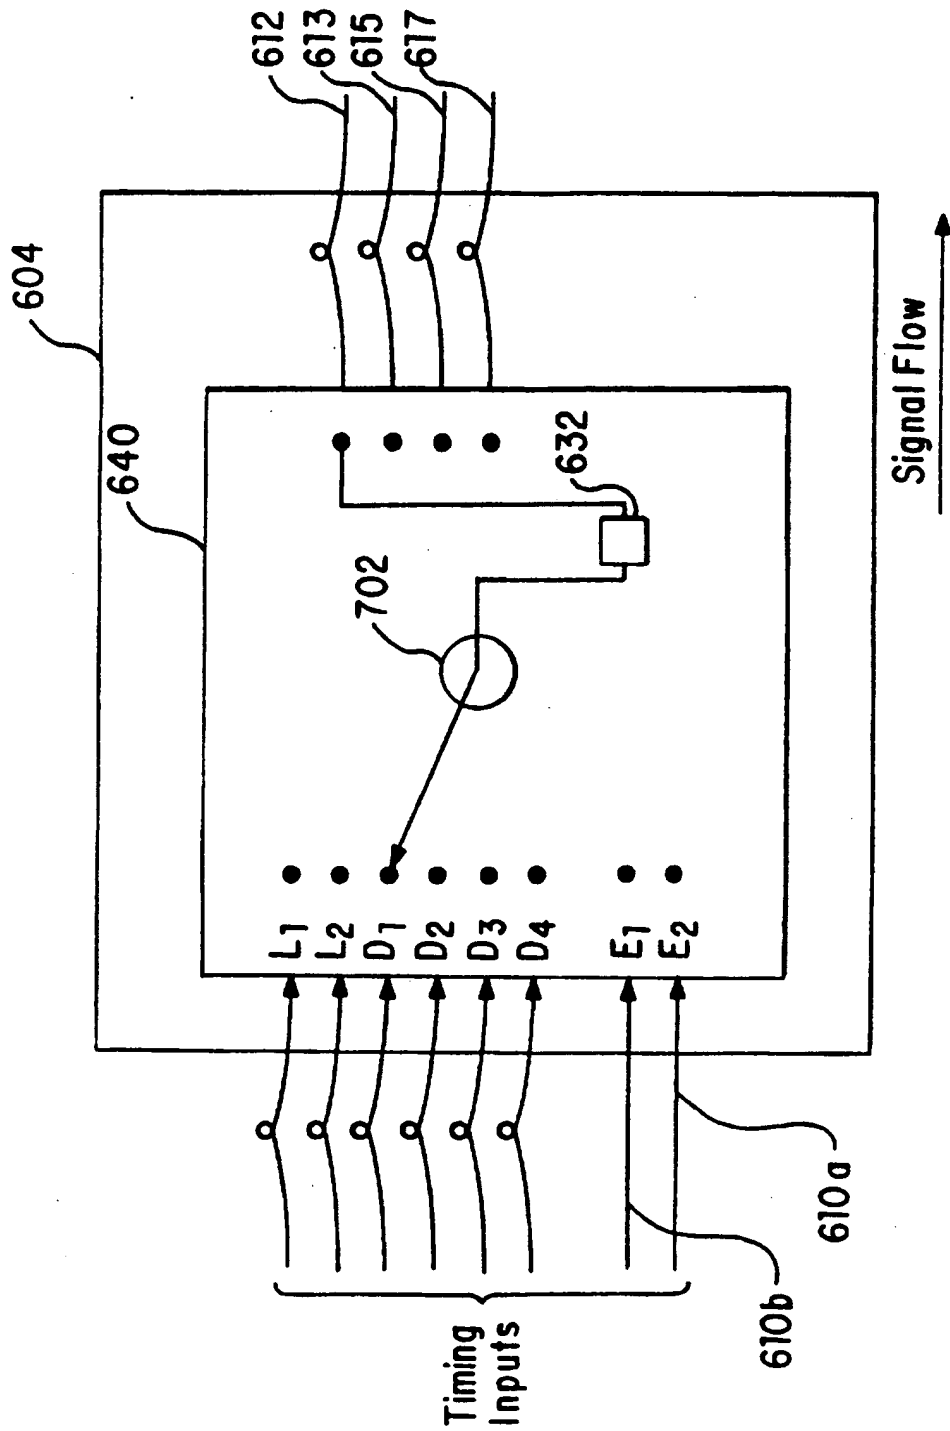 604
640
612
613
615
617
702
632
L1
L2
D1
D2
D3
D4
E1
E2
Timing
Inputs
610b
610a
Signal Flow